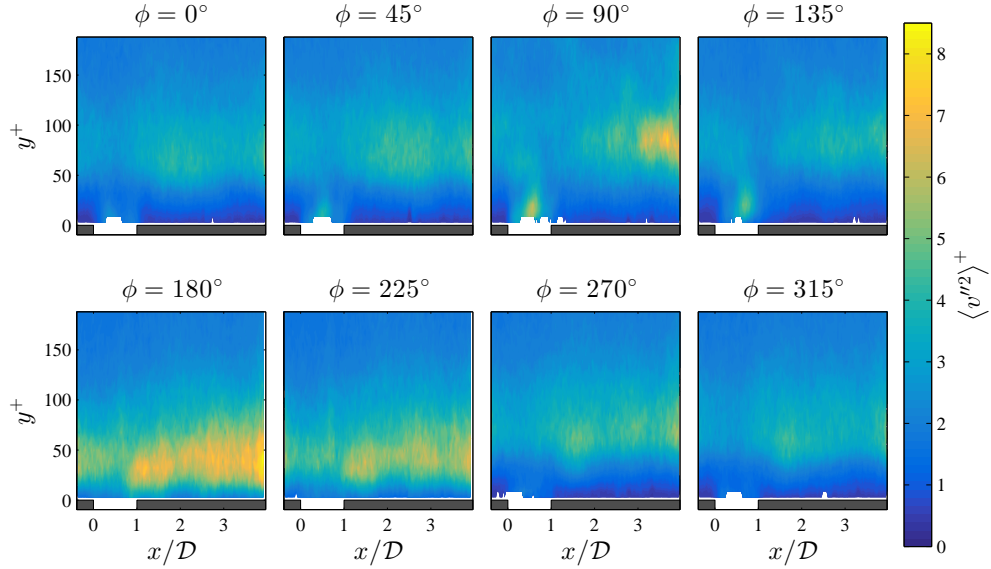 ϕ = 0° ϕ = 45° ϕ = 90° ϕ = 135°
y⁺
150
100
50
0
ϕ = 180° ϕ = 225° ϕ = 270° ϕ = 315°
y⁺
150
100
50
0
0 1 2 3 0 1 2 3 0 1 2 3 0 1 2 3
x/𝒟 x/𝒟 x/𝒟 x/𝒟
8
7
6
5
4
3
2
1
0
⟨v″²⟩⁺